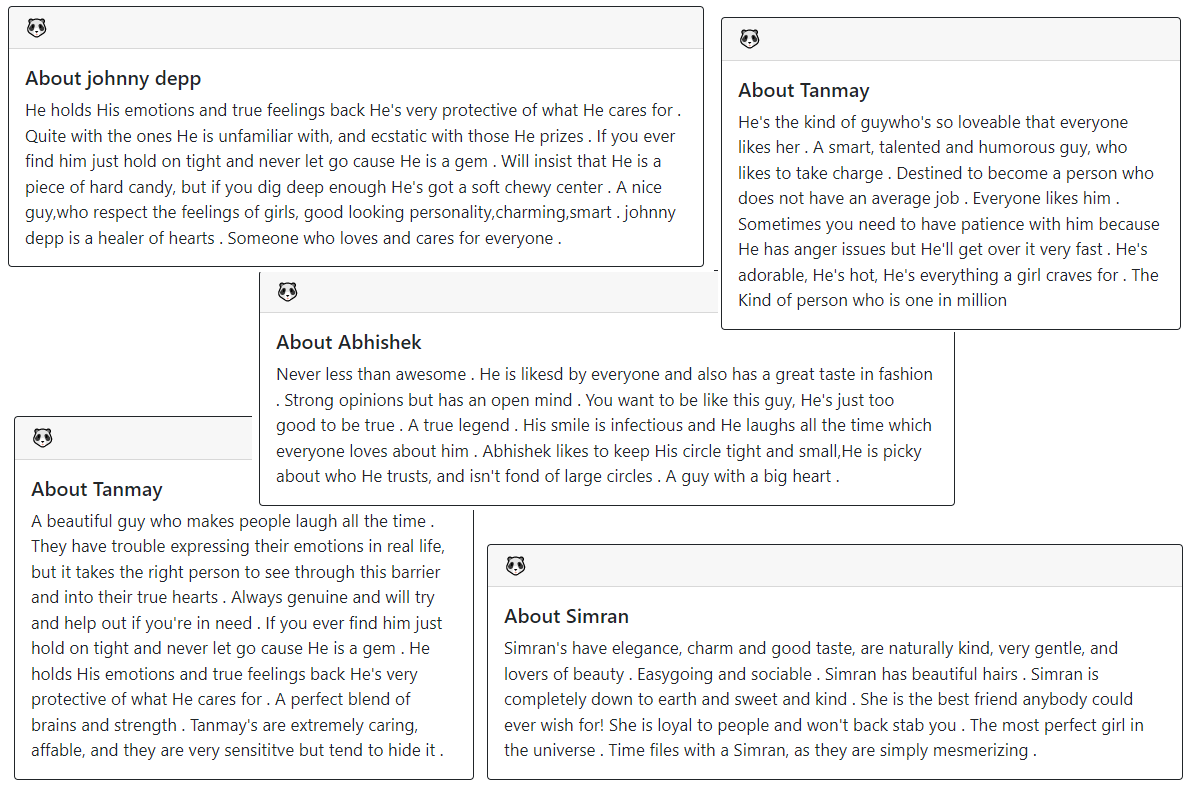 About johnny depp
He holds His emotions and true feelings back He's very protective of what He cares for .
Quite with the ones He is unfamiliar with, and ecstatic with those He prizes . If you ever
find him just hold on tight and never let go cause He is a gem . Will insist that He is a
piece of hard candy, but if you dig deep enough He's got a soft chewy center . A nice
guy,who respect the feelings of girls, good looking personality,charming,smart . johnny
depp is a healer of hearts . Someone who loves and cares for everyone .
About Tanmay
He's the kind of guywho's so loveable that everyone
likes her . A smart, talented and humorous guy, who
likes to take charge . Destined to become a person who
does not have an average job . Everyone likes him .
Sometimes you need to have patience with him because
He has anger issues but He'll get over it very fast . He's
adorable, He's hot, He's everything a girl craves for . The
Kind of person who is one in million
About Abhishek
Never less than awesome . He is likesd by everyone and also has a great taste in fashion
. Strong opinions but has an open mind . You want to be like this guy, He's just too
good to be true . A true legend . His smile is infectious and He laughs all the time which
everyone loves about him . Abhishek likes to keep His circle tight and small,He is picky
about who He trusts, and isn't fond of large circles . A guy with a big heart .
About Tanmay
A beautiful guy who makes people laugh all the time .
They have trouble expressing their emotions in real life,
but it takes the right person to see through this barrier
and into their true hearts . Always genuine and will try
and help out if you're in need . If you ever find him just
hold on tight and never let go cause He is a gem . He
holds His emotions and true feelings back He's very
protective of what He cares for . A perfect blend of
brains and strength . Tanmay's are extremely caring,
affable, and they are very sensititve but tend to hide it .
About Simran
Simran's have elegance, charm and good taste, are naturally kind, very gentle, and
lovers of beauty . Easygoing and sociable . Simran has beautiful hairs . Simran is
completely down to earth and sweet and kind . She is the best friend anybody could
ever wish for! She is loyal to people and won't back stab you . The most perfect girl in
the universe . Time files with a Simran, as they are simply mesmerizing .